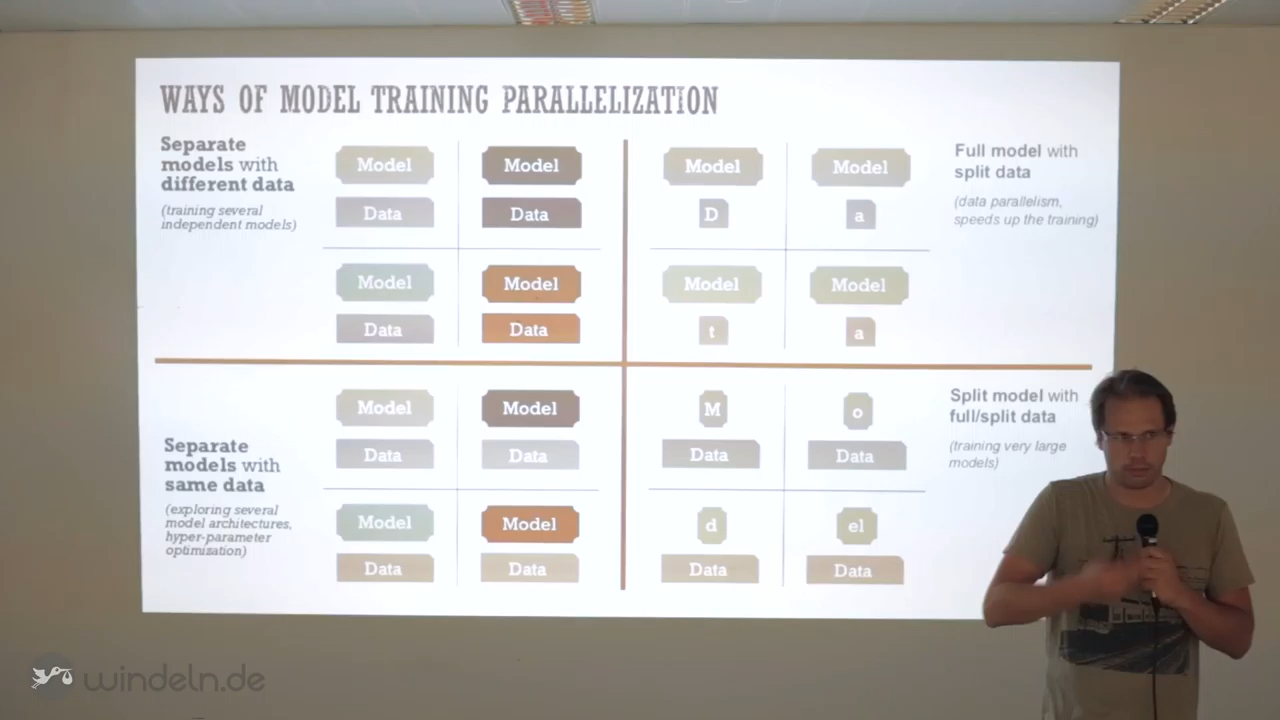 WAYS OF MODEL TRAINING PARALLELIZATION
Separate
models with
different data
(training several
independent models)
Model Model
Data Data
Model Model
Data Data
Model Model
D a
Model Model
t a
Full model with
split data
(data parallelism,
speeds up the training)
Separate
models with
same data
(exploring several
model architectures,
hyper-parameter
optimization)
Model Model
Data Data
Model Model
Data Data
M o
Data Data
d el
Data Data
Split model with
full/split data
(training very large
models)
windeln.de